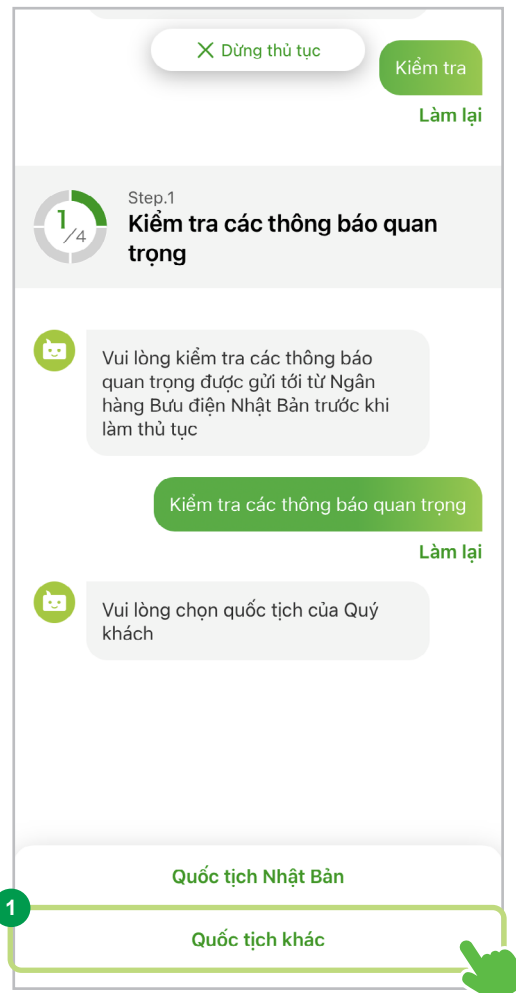 Dừng thủ tục
Kiểm tra
Làm lại
1/4
Step.1
Kiểm tra các thông báo quan
trọng
Vui lòng kiểm tra các thông báo
quan trọng được gửi tới từ Ngân
hàng Bưu điện Nhật Bản trước khi
làm thủ tục
Kiểm tra các thông báo quan trọng
Làm lại
Vui lòng chọn quốc tịch của Quý
khách
Quốc tịch Nhật Bản
1
Quốc tịch khác